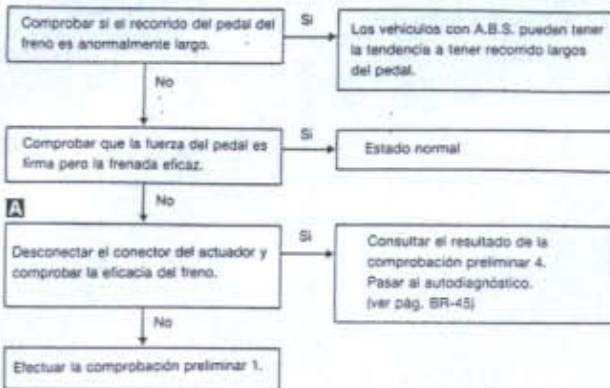 Comprobar si el recorrido del pedal del
freno es anormalmente largo.
Si
Los vehículos con A.B.S. pueden tener
la tendencia a tener recorrido largos
del pedal.
No
Comprobar que la fuerza del pedal es
firma pero la frenada eficaz.
Si
Estado normal
No
A
Desconectar el conector del actuador y
comprobar la eficacia del freno.
Si
Consultar el resultado de la
comprobación preliminar 4.
Pasar al autodiagnóstico.
(ver pág. BR-45)
No
Efectuar la comprobación preliminar 1.